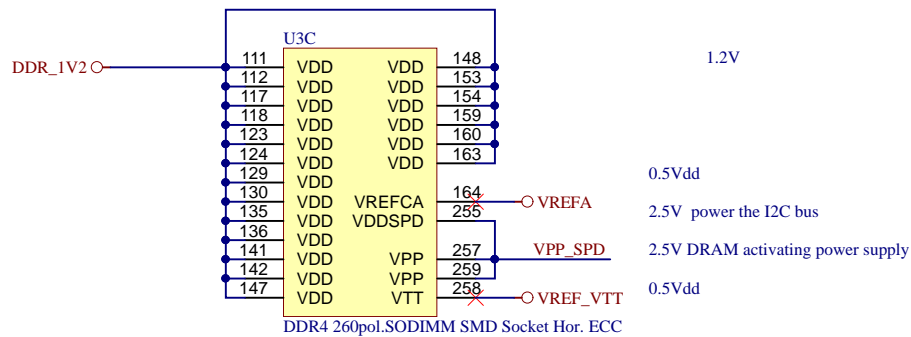 U3C
DDR_1V2
111 VDD VDD 148 1.2V
112 VDD VDD 153
117 VDD VDD 154
118 VDD VDD 159
123 VDD VDD 160
124 VDD VDD 163
129 VDD 0.5Vdd
130 VDD VREFCA 164 VREFA
135 VDD VDDSPD 255 2.5V power the I2C bus
136 VDD
141 VDD VPP 257 VPP_SPD 2.5V DRAM activating power supply
142 VDD VPP 259
147 VDD VTT 258 VREF_VTT 0.5Vdd
DDR4 260pol.SODIMM SMD Socket Hor. ECC